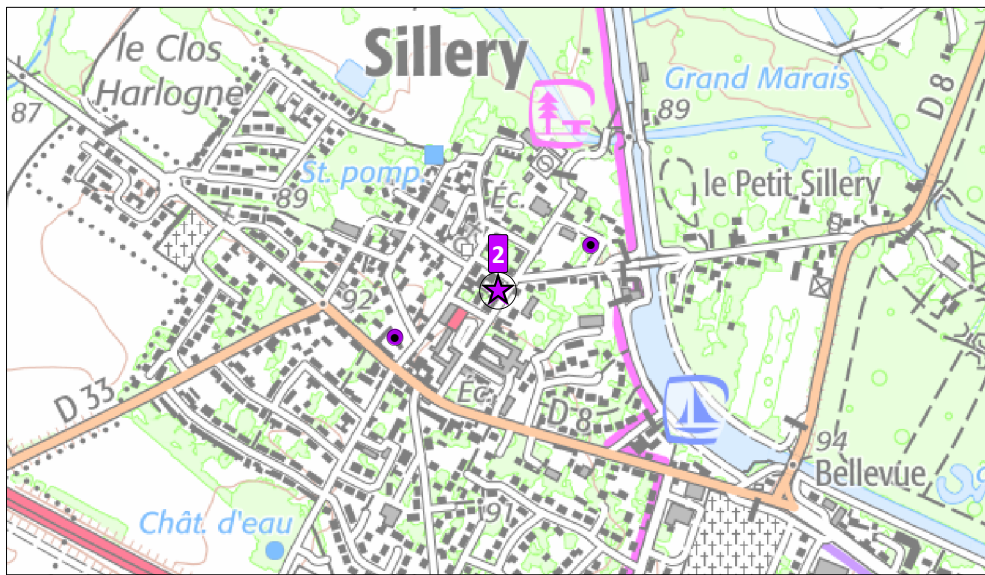 Sillery
le Clos
Harlogne
87
Grand Marais
D 8
89
St. pomp.
89
Éc.
le Petit Sillery
2
92
D 33
Éc.
D 8
94
Bellevue
Chât. d'eau
91